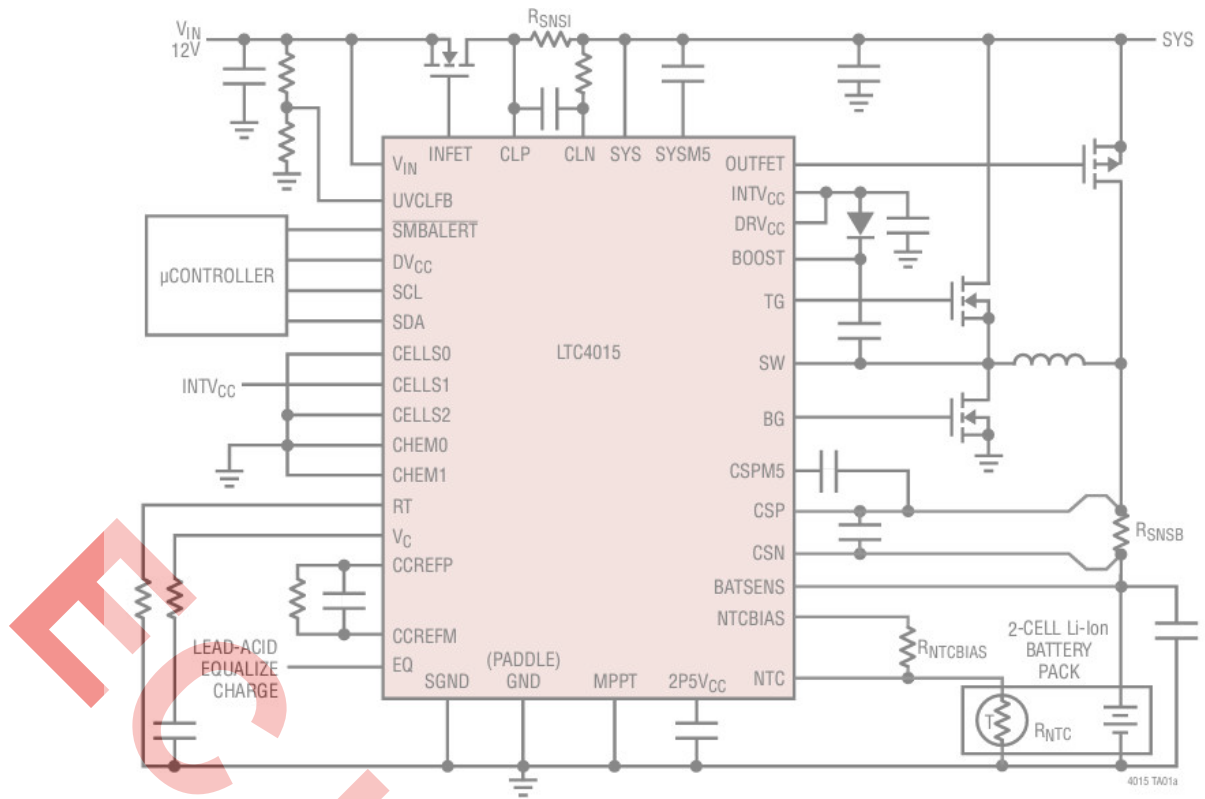 VIN
12V
RSNSI
SYS
INFET
CLP
CLN
SYS
SYSM5
VIN
UVCLFB
SMBALERT
DVCC
SCL
SDA
µCONTROLLER
CELLS0
CELLS1
INTVCC
CELLS2
CHEM0
CHEM1
RT
VC
CCREFP
CCREFM
LEAD-ACID
EQUALIZE
CHARGE
EQ
LTC4015
OUTFET
INTVCC
DRVCC
BOOST
TG
SW
BG
CSPM5
CSP
CSN
RSNSB
BATSENS
NTCBIAS
RNTCBIAS
NTC
2-CELL Li-Ion
BATTERY
PACK
T
RNTC
SGND
(PADDLE)
GND
MPPT
2P5VCC
4015 TA01a
EC